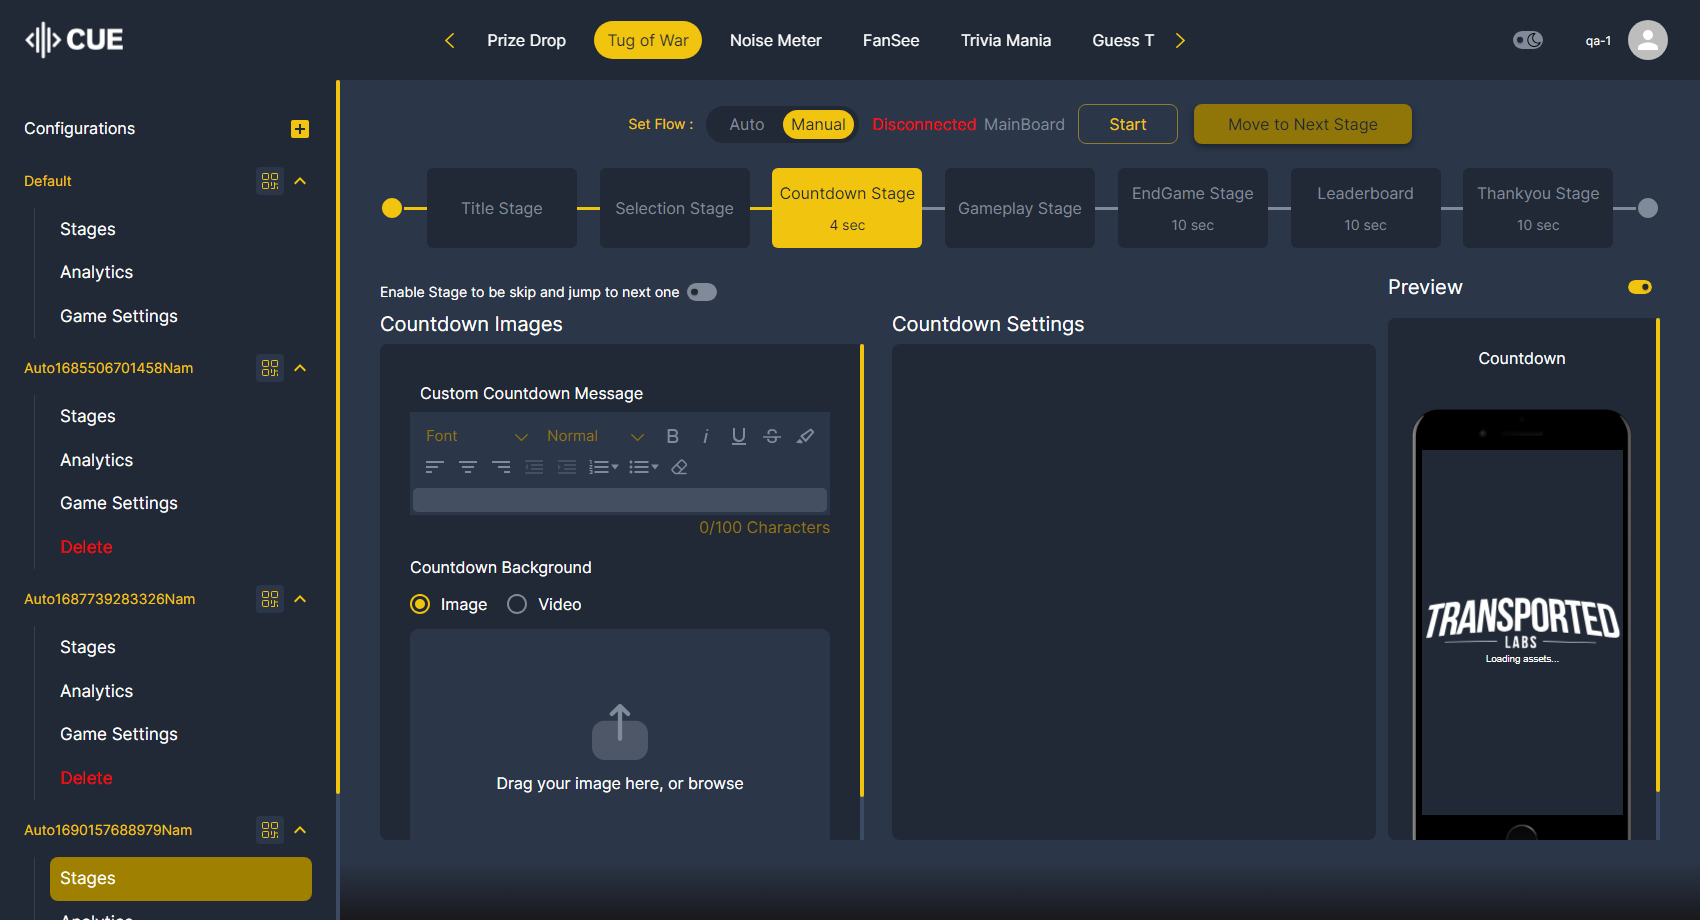 CUE
Prize Drop
Tug of War
Noise Meter
FanSee
Trivia Mania
Guess T
qa-1
Configurations
Default
Stages
Analytics
Game Settings
Auto1685506701458Nam
Stages
Analytics
Game Settings
Delete
Auto1687739283326Nam
Stages
Analytics
Game Settings
Delete
Auto1690157688979Nam
Stages
Analytics
Set Flow :
Auto
Manual
Disconnected MainBoard
Start
Move to Next Stage
Title Stage
Selection Stage
Countdown Stage
4 sec
Gameplay Stage
EndGame Stage
10 sec
Leaderboard
10 sec
Thankyou Stage
10 sec
Enable Stage to be skip and jump to next one
Countdown Images
Custom Countdown Message
Font
Normal
0/100 Characters
Countdown Background
Image
Video
Drag your image here, or browse
Countdown Settings
Preview
Countdown
TRANSPORTED
LABS
Loading assets...